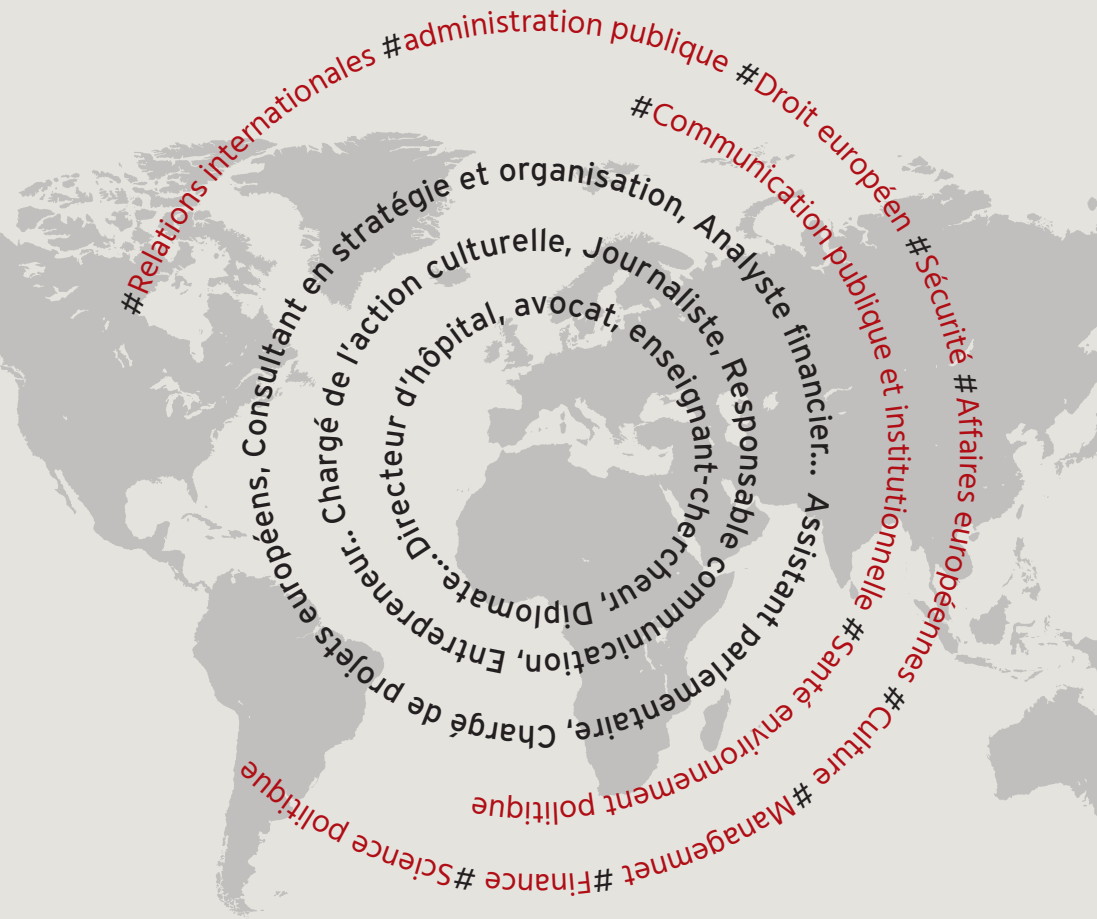 #Relations internationales #administration publique #Droit européen #Sécurité #Affaires européennes #Culture #Managemnet #Finance #Science politique
#Communication publique et institutionnelle #Santé environnement politique
Consultant en stratégie et organisation, Analyste financier... Assistant parlementaire, Chargé de projets européens,
Chargé de l'action culturelle, Journaliste, Responsable communication, Entrepreneur..
Directeur d'hôpital, avocat, enseignant-chercheur, Diplomate...